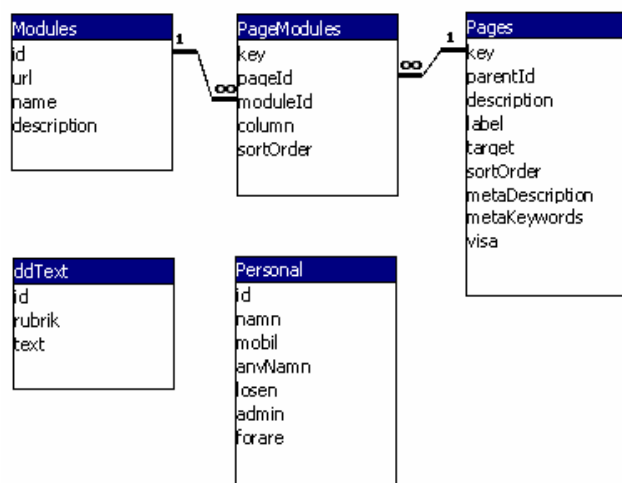 Modules
id
url
name
description
1
∞
PageModules
key
pageId
moduleId
column
sortOrder
∞
1
Pages
key
parentId
description
label
target
sortOrder
metaDescription
metaKeywords
visa
ddText
id
rubrik
text
Personal
id
namn
mobil
anvNamn
losen
admin
forare